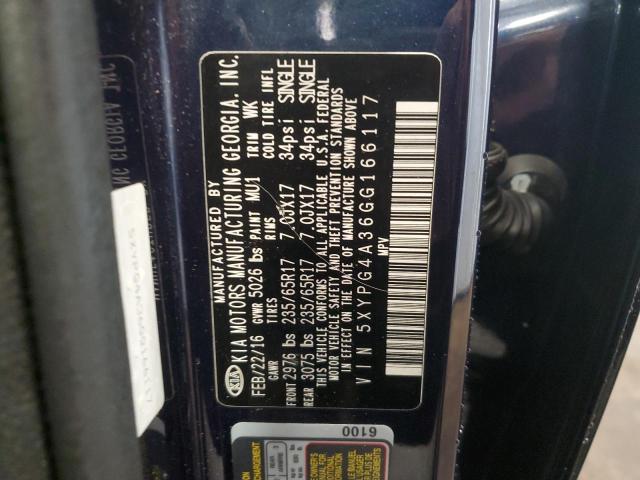 KIA
MANUFACTURED BY
KIA MOTORS MANUFACTURING GEORGIA, INC.
FEB/22/16 GVWR 5026 lbs PAINT MU1 TRIM WK
GAWR TIRES RIMS COLD TIRE INFL
FRONT 2976 lbs 235/65R17 7.0JX17 34psi SINGLE
REAR 3075 lbs 235/65R17 7.0JX17 34psi SINGLE
THIS VEHICLE CONFORMS TO ALL APPLICABLE U.S.A. FEDERAL
MOTOR VEHICLE SAFETY AND THEFT PREVENTION STANDARDS
IN EFFECT ON THE DATE OF MANUFACTURE SHOWN ABOVE
VIN 5XYPG4A36GG166117
MPV
6100